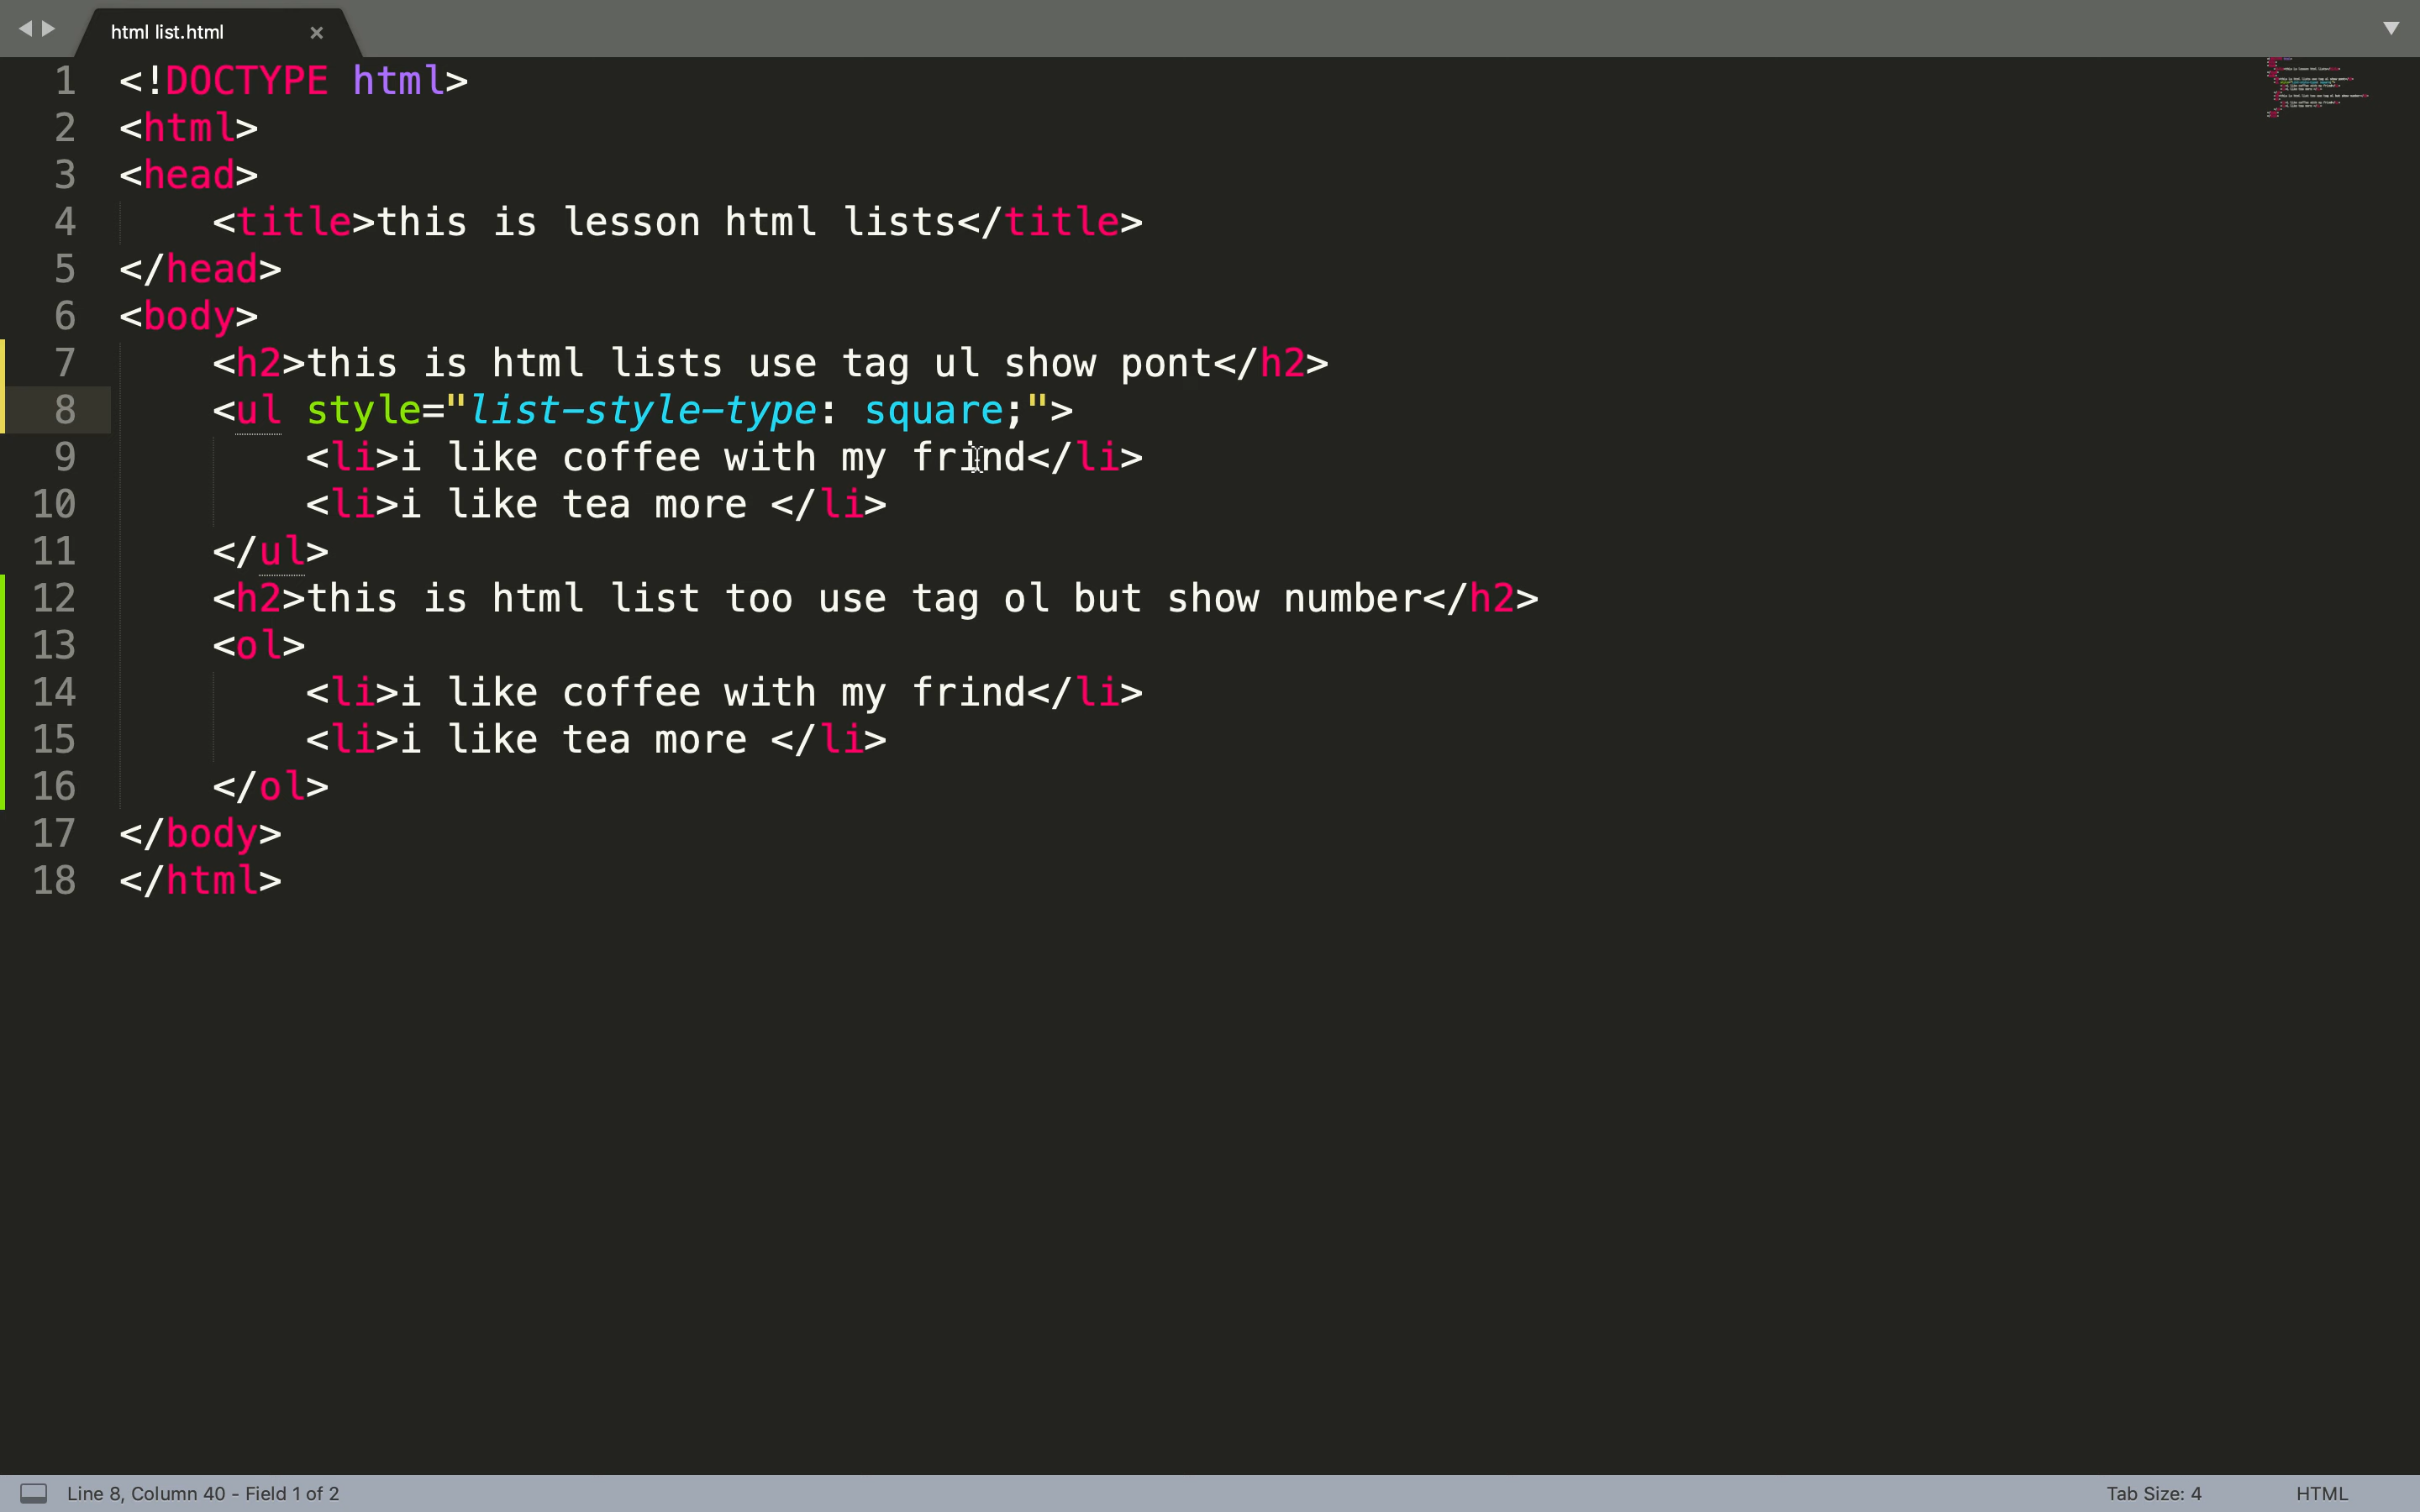 html list.html ×
1 <!DOCTYPE html>
2 <html>
3 <head>
4     <title>this is lesson html lists</title>
5 </head>
6 <body>
7     <h2>this is html lists use tag ul show pont</h2>
8     <ul style="list-style-type: square;">
9         <li>i like coffee with my frind</li>
10         <li>i like tea more </li>
11     </ul>
12     <h2>this is html list too use tag ol but show number</h2>
13     <ol>
14         <li>i like coffee with my frind</li>
15         <li>i like tea more </li>
16     </ol>
17 </body>
18 </html>
Line 8, Column 40 - Field 1 of 2 Tab Size: 4 HTML